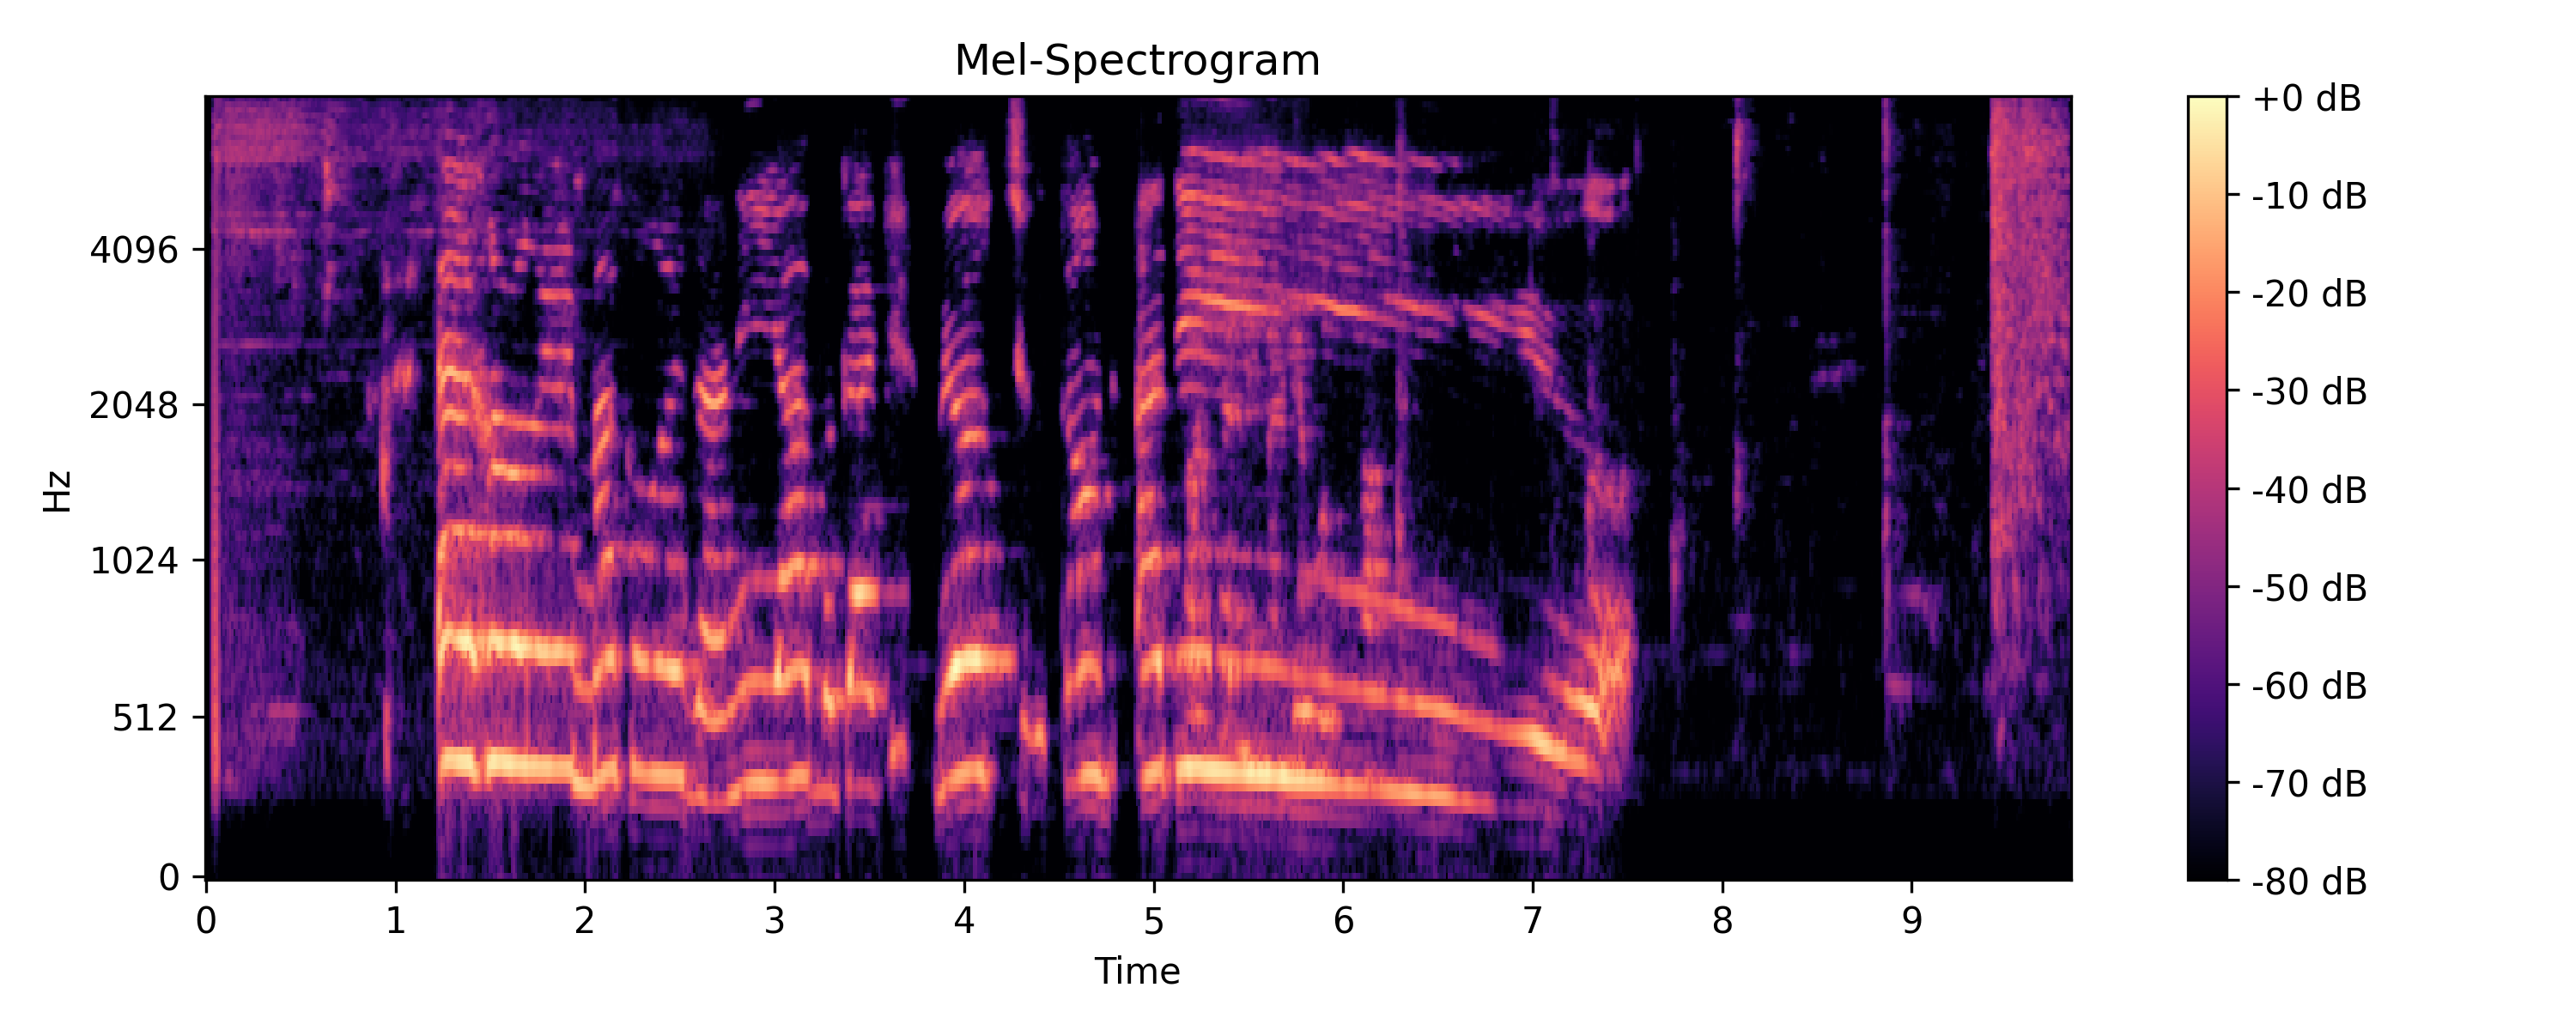 Mel-Spectrogram
Hz
4096
2048
1024
512
0
0 1 2 3 4 5 6 7 8 9
Time
+0 dB
-10 dB
-20 dB
-30 dB
-40 dB
-50 dB
-60 dB
-70 dB
-80 dB